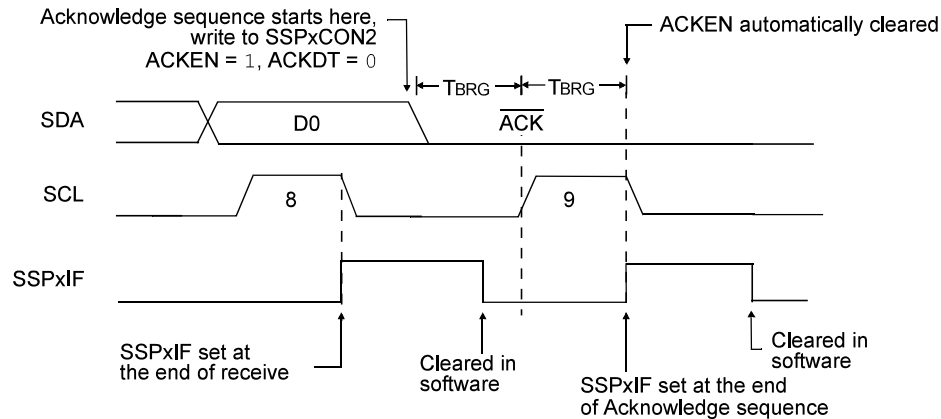 Acknowledge sequence starts here,
write to SSPxCON2
ACKEN = 1, ACKDT = 0
ACKEN automatically cleared
TBRG
TBRG
SDA
D0
ACK
SCL
8
9
SSPxIF
SSPxIF set at
the end of receive
Cleared in
software
SSPxIF set at the end
of Acknowledge sequence
Cleared in
software